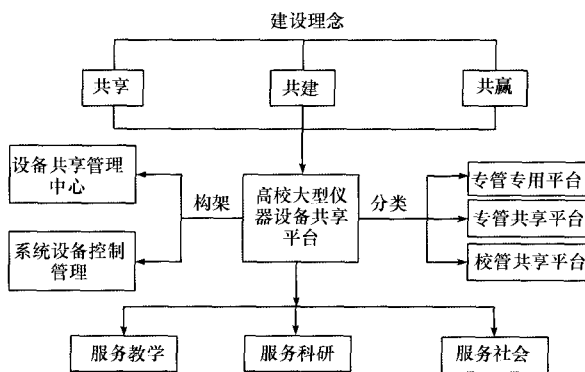 建设理念
共享
共建
共赢
设备共享管理
中心
构架
高校大型仪
器设备共享
平台
分类
专管专用平台
专管共享平台
校管共享平台
系统设备控制
管理
服务教学
服务科研
服务社会